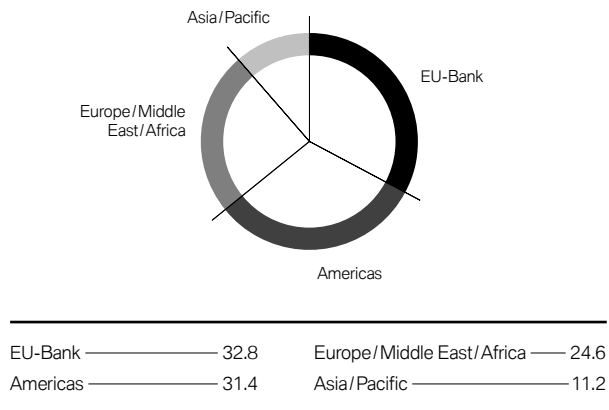 Asia/Pacific
EU-Bank
Europe/Middle
East/Africa
Americas
EU-Bank 32.8
Europe/Middle East/Africa 24.6
Americas 31.4
Asia/Pacific 11.2